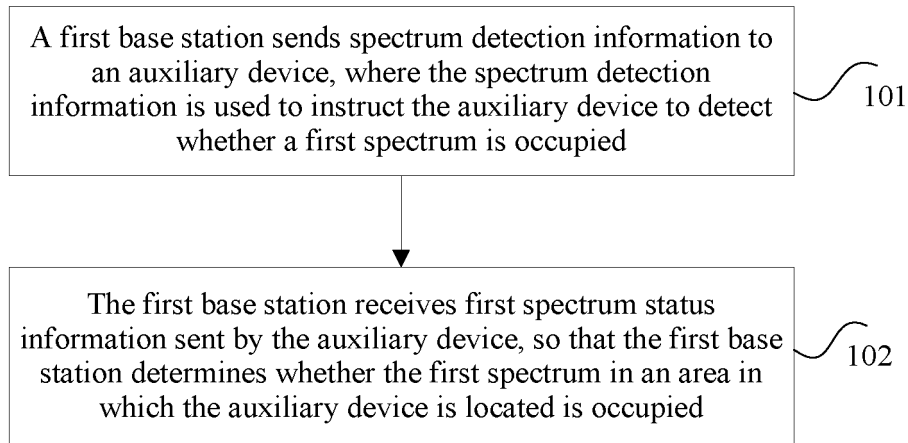 A first base station sends spectrum detection information to
an auxiliary device, where the spectrum detection
information is used to instruct the auxiliary device to detect
whether a first spectrum is occupied
101
The first base station receives first spectrum status
information sent by the auxiliary device, so that the first base
station determines whether the first spectrum in an area in
which the auxiliary device is located is occupied
102